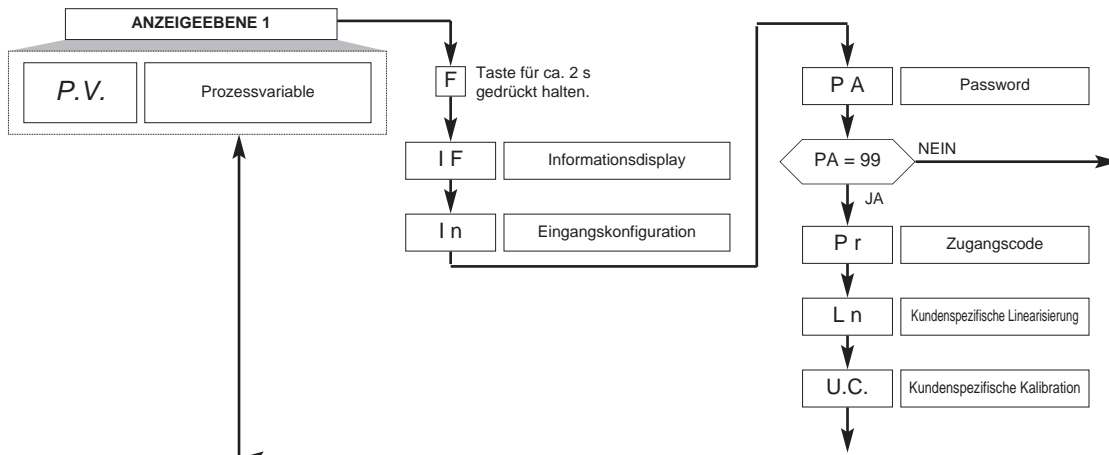 ANZEIGEEBENE 1
P.V.
Prozessvariable
F
Taste für ca. 2 s
gedrückt halten.
I F
Informationsdisplay
I n
Eingangskonfiguration
P A
Password
PA = 99
NEIN
JA
P r
Zugangscode
L n
Kundenspezifische Linearisierung
U.C.
Kundenspezifische Kalibration